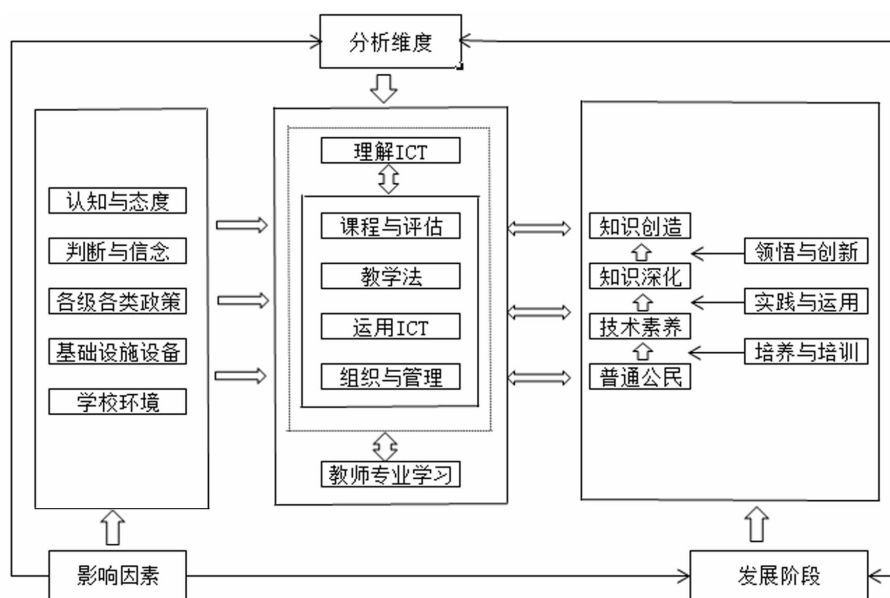 分析维度
认知与态度
判断与信念
各级各类政策
基础设施设备
学校环境
理解ICT
课程与评估
教学法
运用ICT
组织与管理
教师专业学习
知识创造
知识深化
技术素养
普通公民
领悟与创新
实践与运用
培养与培训
影响因素
发展阶段